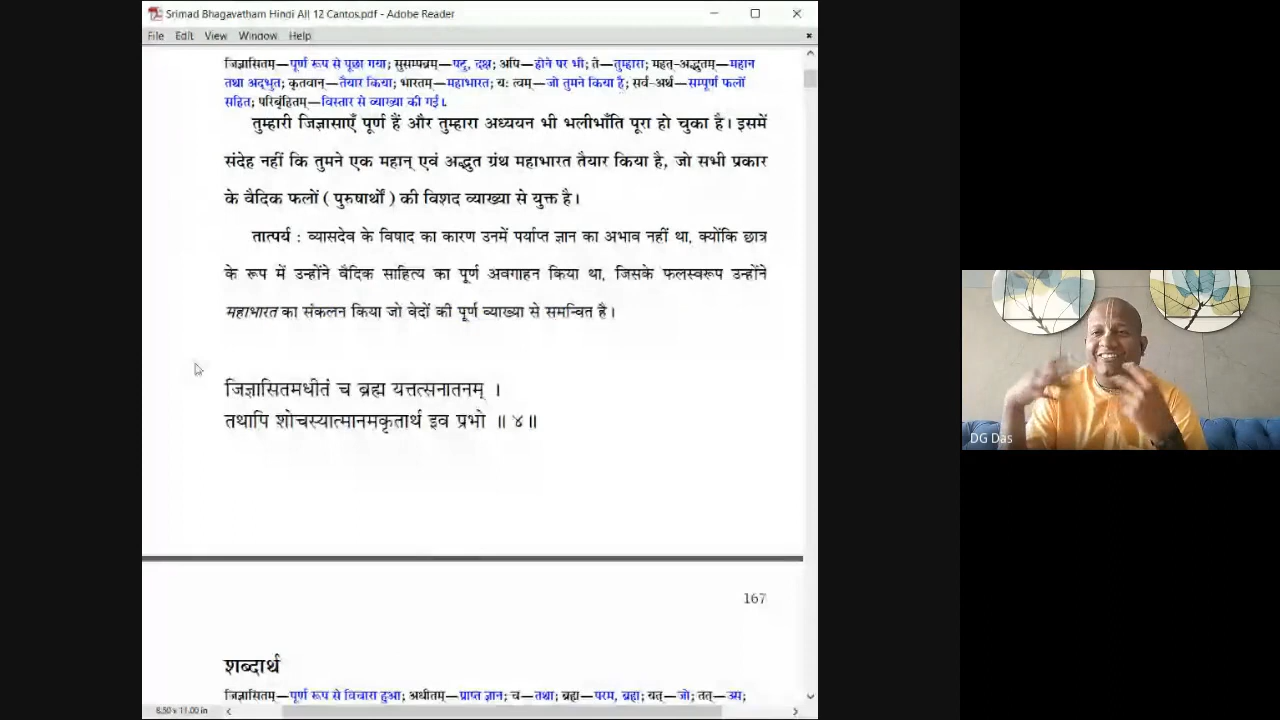 Srimad Bhagavatham Hindi All 12 Cantos.pdf - Adobe Reader
File Edit View Window Help
जिज्ञासितम्—पूर्ण रूप से पूछा गया; सुसम्पन्नम्—पटु, दक्ष; अपि—होने पर भी; ते—तुम्हारा; महत्-अद्भुतम्—महान
तथा अद्भुत; कृतवान्—तैयार किया; भारतम्—महाभारत; यः त्वम्—जो तुमने किया है; सर्व-अर्थ—सम्पूर्ण फलों
सहित; परिबृंहितम्—विस्तार से व्याख्या की गई।
तुम्हारी जिज्ञासाएँ पूर्ण हैं और तुम्हारा अध्ययन भी भलीभाँति पूरा हो चुका है। इसमें
संदेह नहीं कि तुमने एक महान् एवं अद्भुत ग्रंथ महाभारत तैयार किया है, जो सभी प्रकार
के वैदिक फलों ( पुरुषार्थों ) की विशद व्याख्या से युक्त है।
तात्पर्य : व्यासदेव के विषाद का कारण उनमें पर्याप्त ज्ञान का अभाव नहीं था, क्योंकि छात्र
के रूप में उन्होंने वैदिक साहित्य का पूर्ण अवगाहन किया था, जिसके फलस्वरूप उन्होंने
महाभारत का संकलन किया जो वेदों की पूर्ण व्याख्या से समन्वित है।
जिज्ञासितमधीतं च ब्रह्म यत्तत्सनातनम् ।
तथापि शोचस्यात्मानमकृतार्थ इव प्रभो ॥ ४॥
DG Das
167
शब्दार्थ
जिज्ञासितम्—पूर्ण रूप से विचारा हुआ; अधीतम्—प्राप्त ज्ञान; च—तथा; ब्रह्म—परम, ब्रह्म; यत्—जो; तत्—उस;
8.50 x 11.00 in